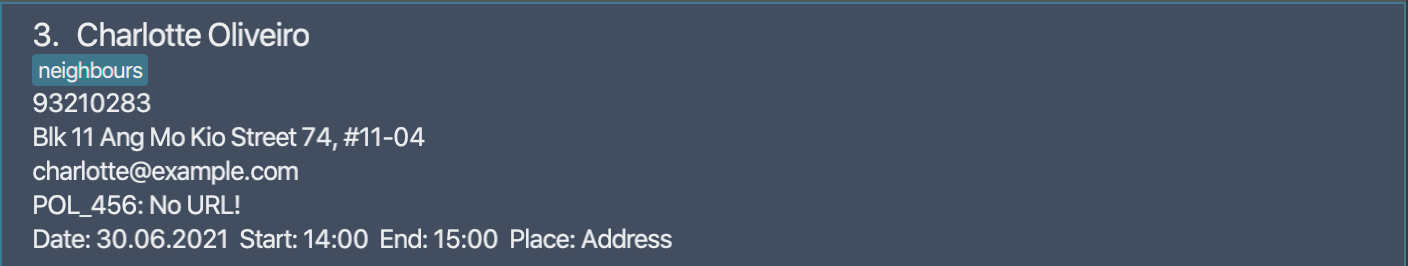 3. Charlotte Oliveiro
neighbours
93210283
Blk 11 Ang Mo Kio Street 74, #11-04
charlotte@example.com
POL_456: No URL!
Date: 30.06.2021 Start: 14:00 End: 15:00 Place: Address